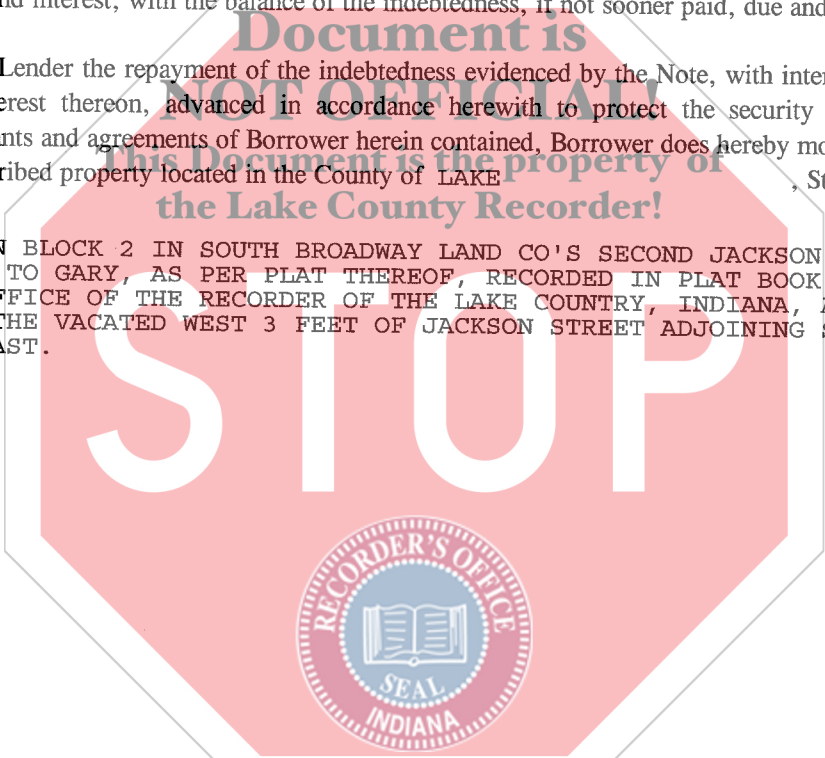 nd interest, with the balance of the indebtedness, if not sooner paid, due and
Document is
Lender the repayment of the indebtedness evidenced by the Note, with inter
erest thereon, advanced in accordance herewith to protect the security
NOT OFFICIAL!
nts and agreements of Borrower herein contained, Borrower does hereby mo
This Document is the property of
ribed property located in the County of LAKE , St
the Lake County Recorder!
N BLOCK 2 IN SOUTH BROADWAY LAND CO'S SECOND JACKSON
TO GARY, AS PER PLAT THEREOF, RECORDED IN PLAT BOOK
FFICE OF THE RECORDER OF THE LAKE COUNTRY, INDIANA, A
THE VACATED WEST 3 FEET OF JACKSON STREET ADJOINING S
AST.
STOP
RECORDER'S OFFICE
SEAL
INDIANA